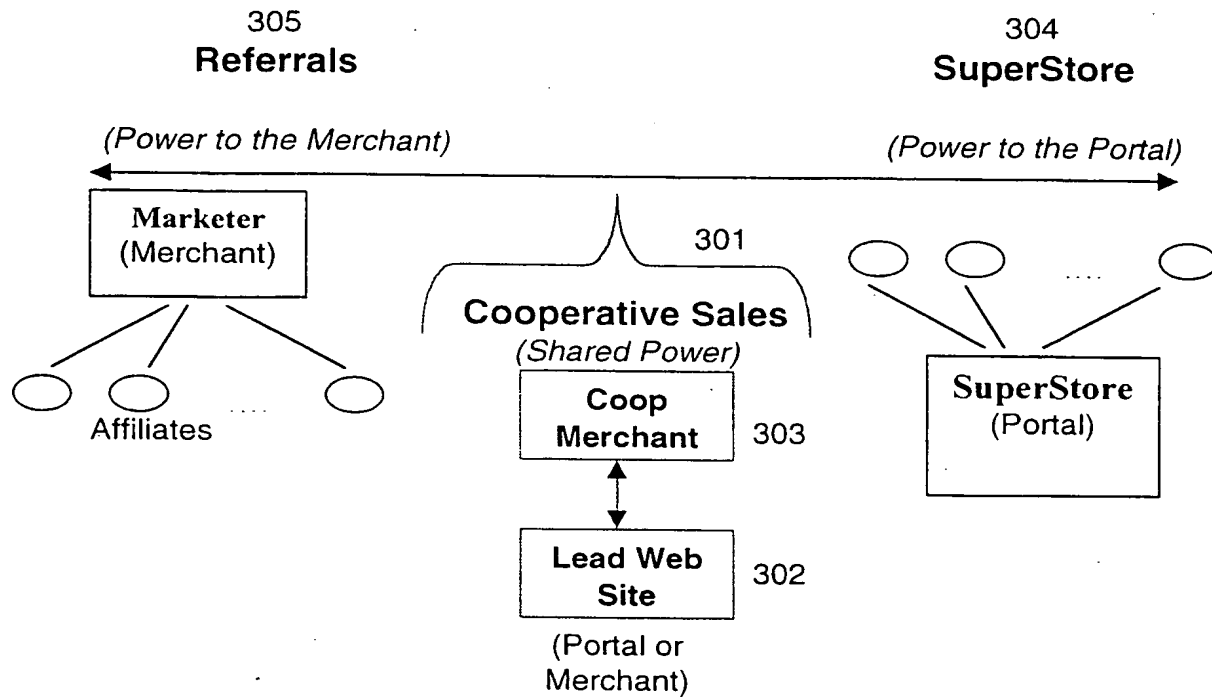 305
Referrals
304
SuperStore
(Power to the Merchant)
(Power to the Portal)
Marketer
(Merchant)
301
Cooperative Sales
(Shared Power)
Affiliates
Coop
Merchant
303
SuperStore
(Portal)
Lead Web
Site
302
(Portal or
Merchant)